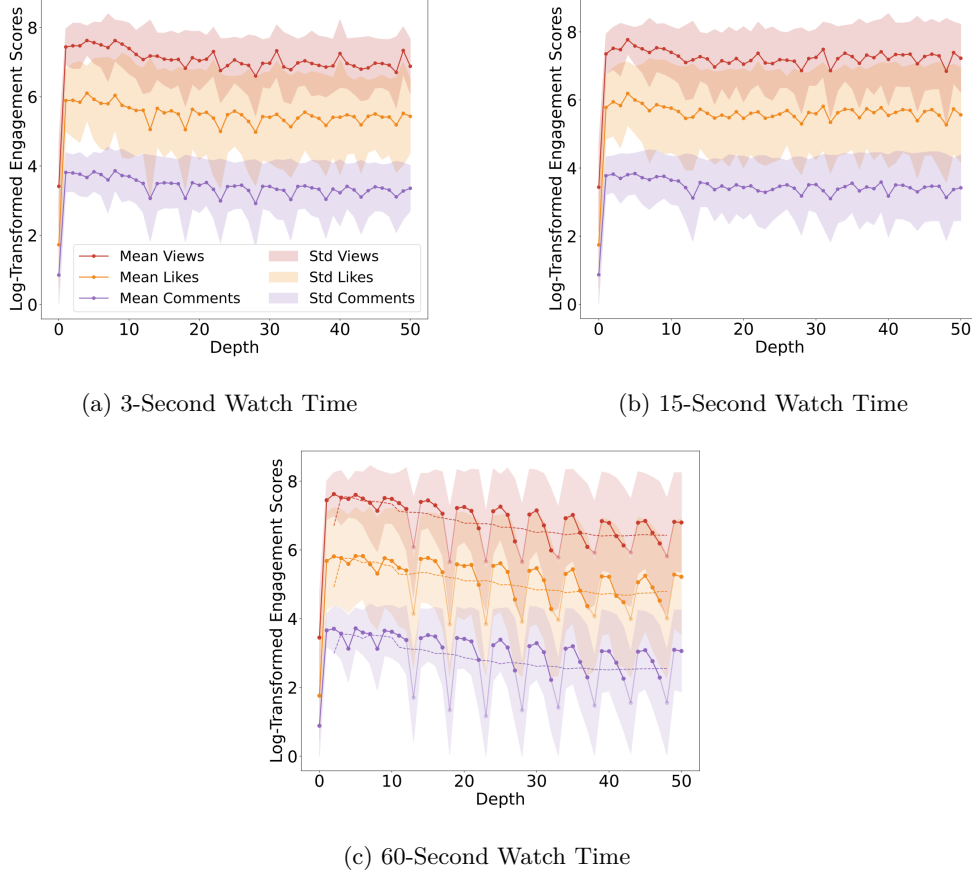 Log-Transformed Engagement Scores
8
6
4
2
0
Mean Views
Mean Likes
Mean Comments
Std Views
Std Likes
Std Comments
0 10 20 30 40 50
Depth
(a) 3-Second Watch Time
Log-Transformed Engagement Scores
8
6
4
2
0
0 10 20 30 40 50
Depth
(b) 15-Second Watch Time
Log-Transformed Engagement Scores
8
6
4
2
0
0 10 20 30 40 50
Depth
(c) 60-Second Watch Time